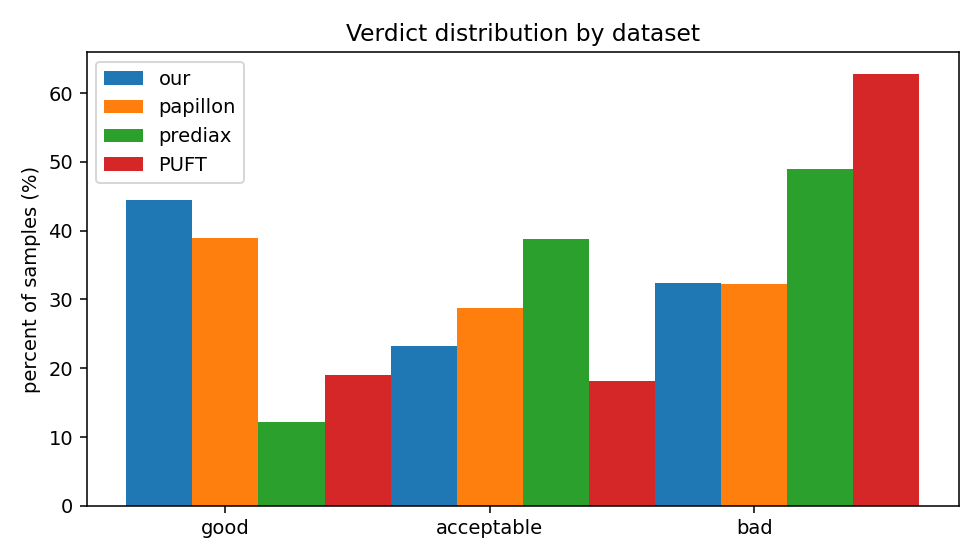 Verdict distribution by dataset
our
papillon
prediax
PUFT
percent of samples (%)
60
50
40
30
20
10
0
good acceptable bad